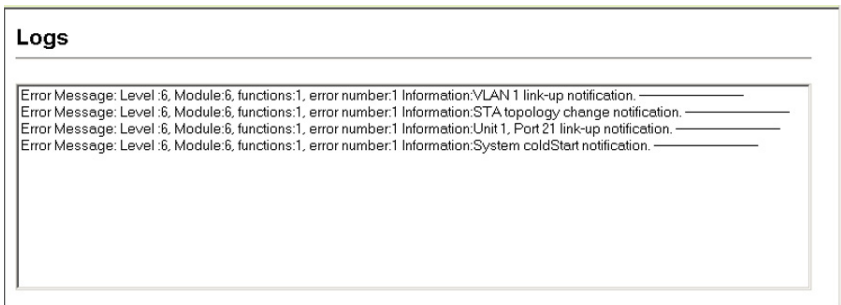 Logs
Error Message: Level :6, Module:6, functions:1, error number:1 Information:VLAN 1 link-up notification. ——————
Error Message: Level :6, Module:6, functions:1, error number:1 Information:STA topology change notification. ——————
Error Message: Level :6, Module:6, functions:1, error number:1 Information:Unit 1, Port 21 link-up notification. ——————
Error Message: Level :6, Module:6, functions:1, error number:1 Information:System coldStart notification. ——————